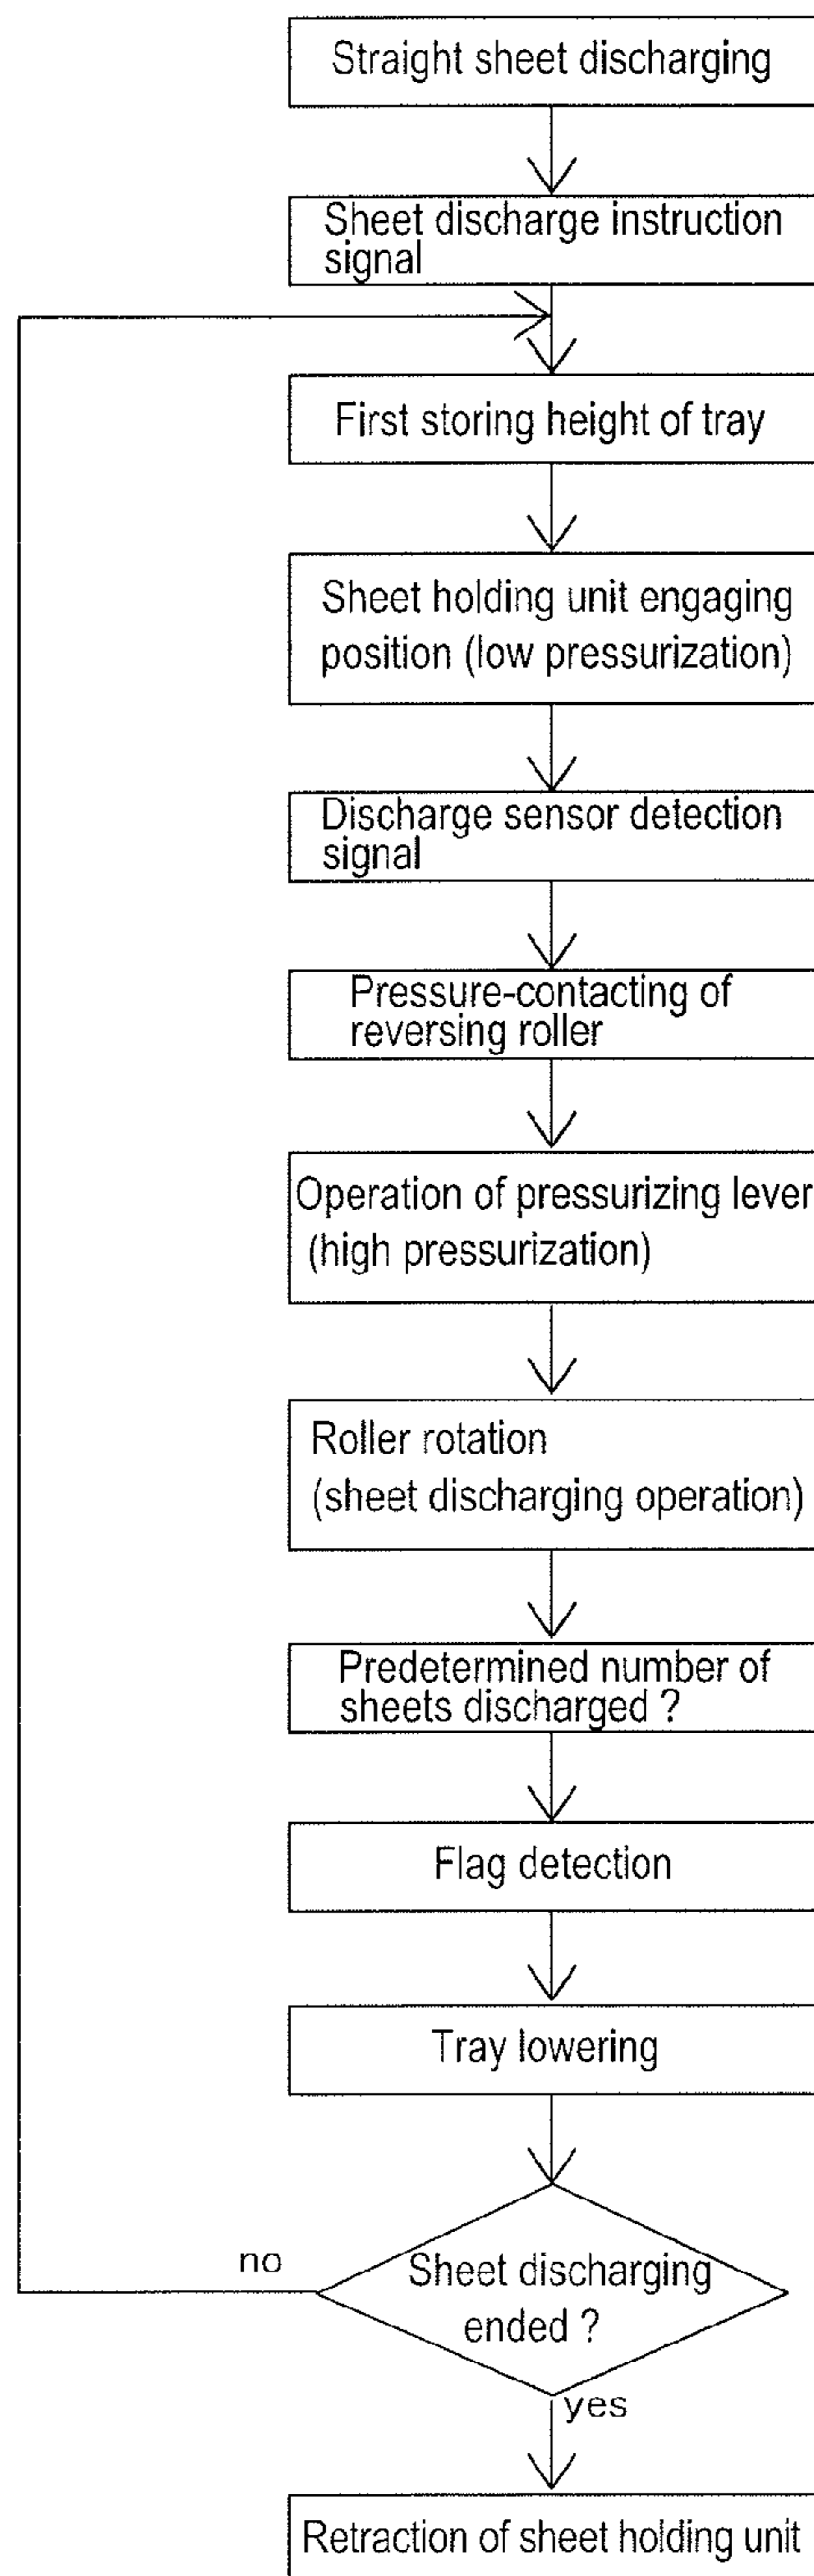 Straight sheet discharging
Sheet discharge instruction
signal
First storing height of tray
Sheet holding unit engaging
position (low pressurization)
Discharge sensor detection
signal
Pressure-contacting of
reversing roller
Operation of pressurizing lever
(high pressurization)
Roller rotation
(sheet discharging operation)
Predetermined number of
sheets discharged ?
Flag detection
Tray lowering
no
Sheet discharging
ended ?
yes
Retraction of sheet holding unit